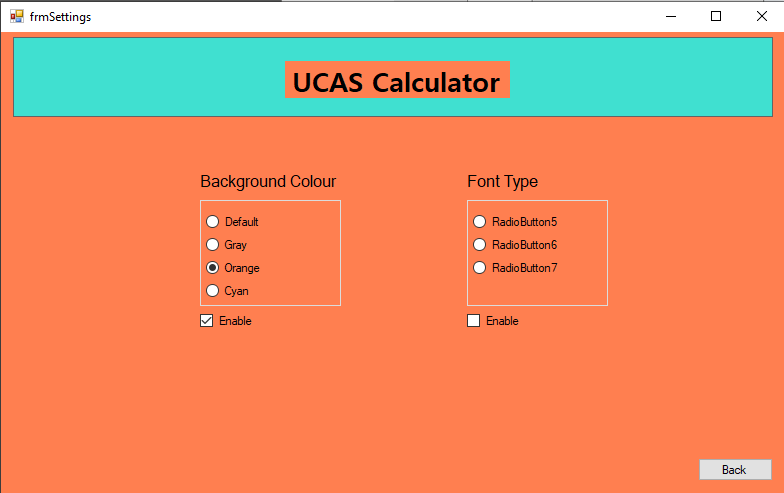 frmSettings
UCAS Calculator
Background Colour
Default
Gray
Orange
Cyan
Enable
Font Type
RadioButton5
RadioButton6
RadioButton7
Enable
Back